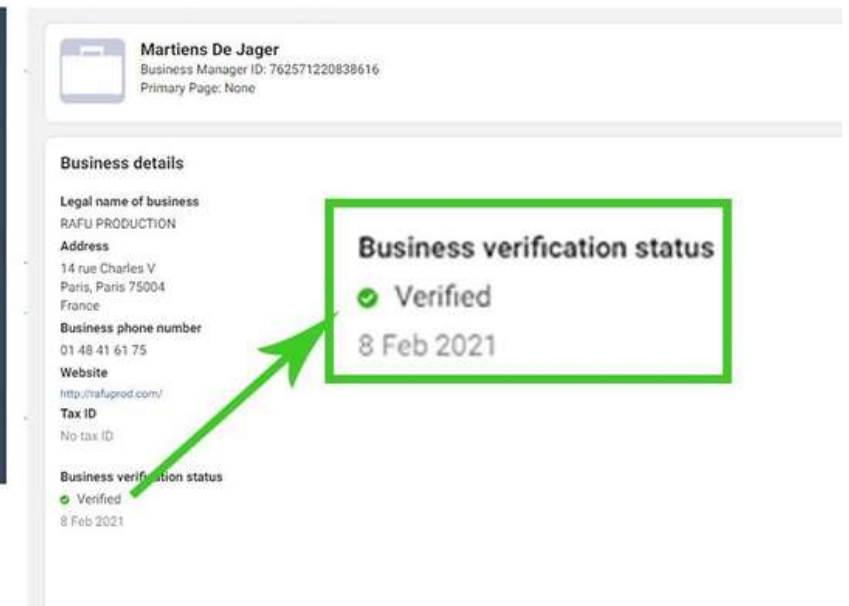 Martiens De Jager
Business Manager ID: 762571220838616
Primary Page: None
Business details
Legal name of business
RAFU PRODUCTION
Address
14 rue Charles V
Paris, Paris 75004
France
Business phone number
01 48 41 61 75
Website
http://rafuprod.com/
Tax ID
No tax ID
Business verification status
Verified
8 Feb 2021
Business verification status
Verified
8 Feb 2021